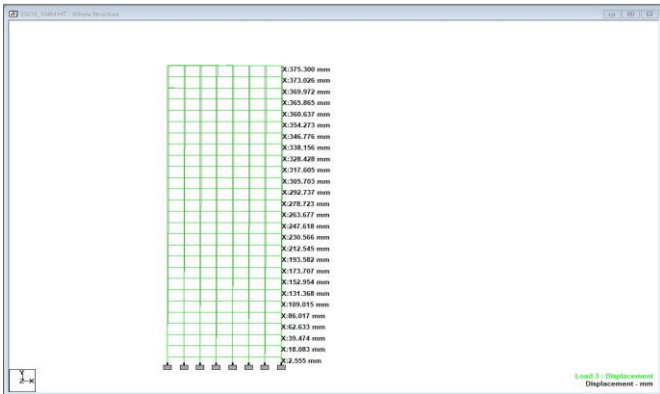 - Whole Structure
X:375.300 mm
X:373.026 mm
X:369.972 mm
X:365.865 mm
X:360.637 mm
X:354.273 mm
X:346.776 mm
X:338.156 mm
X:328.428 mm
X:317.605 mm
X:305.703 mm
X:292.737 mm
X:278.723 mm
X:263.677 mm
X:247.618 mm
X:230.566 mm
X:212.545 mm
X:193.582 mm
X:173.707 mm
X:152.954 mm
X:131.368 mm
X:109.015 mm
X:86.017 mm
X:62.633 mm
X:39.474 mm
X:18.083 mm
X:2.555 mm
Y
Z X
Load 3 : Displacement
Displacement - mm